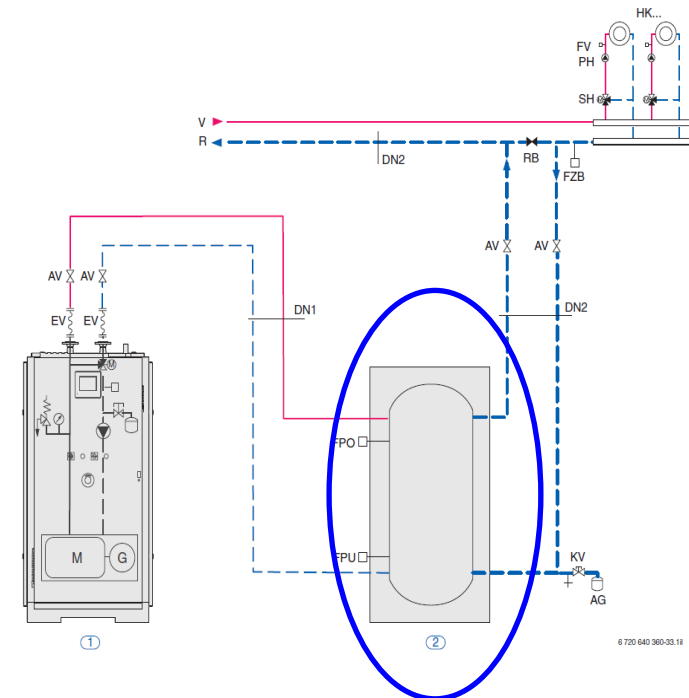 HK...
FV
PH
SH
V
R
DN2
RB
FZB
AV AV
AV
AV
DN1
DN2
EV EV
M
FPO
FPU
M
G
KV
AG
1
2
6 720 640 360-33.1il